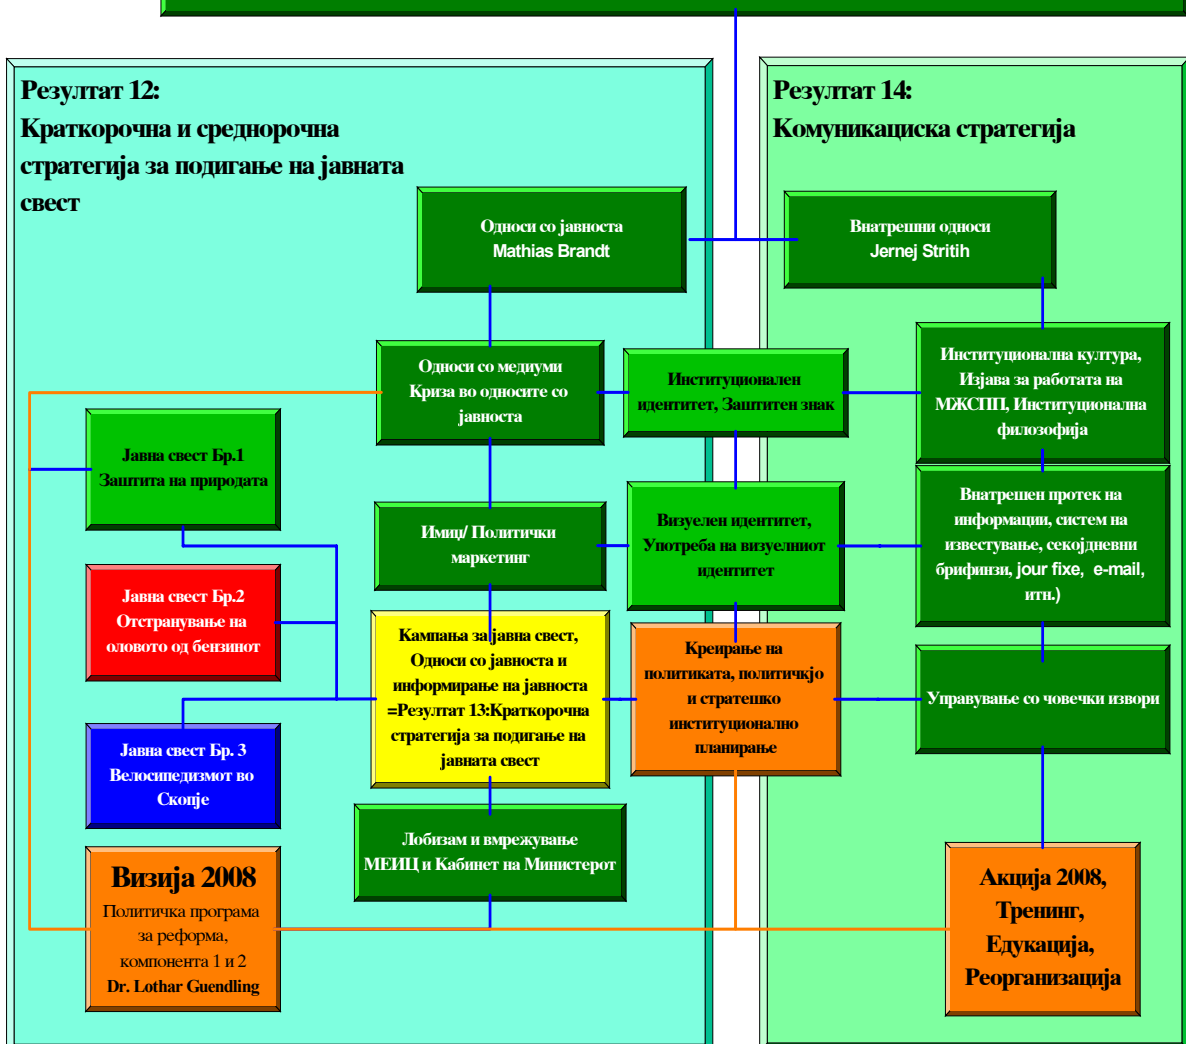 Резултат 12:
Краткорочна и среднорочна
стратегија за подигање на јавната
свест
Резултат 14:
Комуникациска стратегија
Односи со јавноста
Mathias Brandt
Внатрешни односи
Jernej Stritih
Односи со медиуми
Криза во односите со
јавноста
Институционален
идентитет, Заштитен знак
Институционална култура,
Изјава за работата на
МЖСПП, Институционална
филозофија
Јавна свест Бр.1
Заштита на природата
Имиџ/ Политички
маркетинг
Визуелен идентитет,
Употреба на визуелниот
идентитет
Внатрешен протек на
информации, систем на
известување, секојдневни
брифинзи, jour fixe, e-mail,
итн.)
Јавна свест Бр.2
Отстранување на
оловото од бензинот
Кампања за јавна свест,
Односи со јавноста и
информирање на јавноста
=Резултат 13:Краткорочна
стратегија за подигање на
јавната свест
Креирање на
политиката, политичкјо
и стратешко
институционално
планирање
Управување со човечки извори
Јавна свест Бр. 3
Велосипедизмот во
Скопје
Лобизам и вмрежување
МЕИЦ и Кабинет на Министерот
Визија 2008
Политичка програма
за реформа,
компонента 1 и 2
Dr. Lothar Guendling
Акција 2008,
Тренинг,
Едукација,
Реорганизација